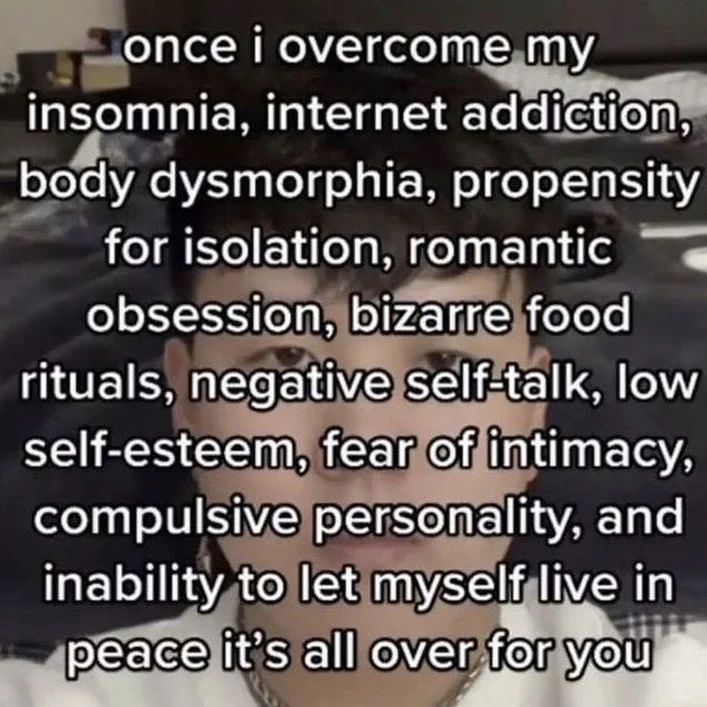 once i overcome my
insomnia, internet addiction,
body dysmorphia, propensity
for isolation, romantic
obsession, bizarre food
rituals, negative self-talk, low
self-esteem, fear of intimacy,
compulsive personality, and
inability to let myself live in
peace it's all over for you